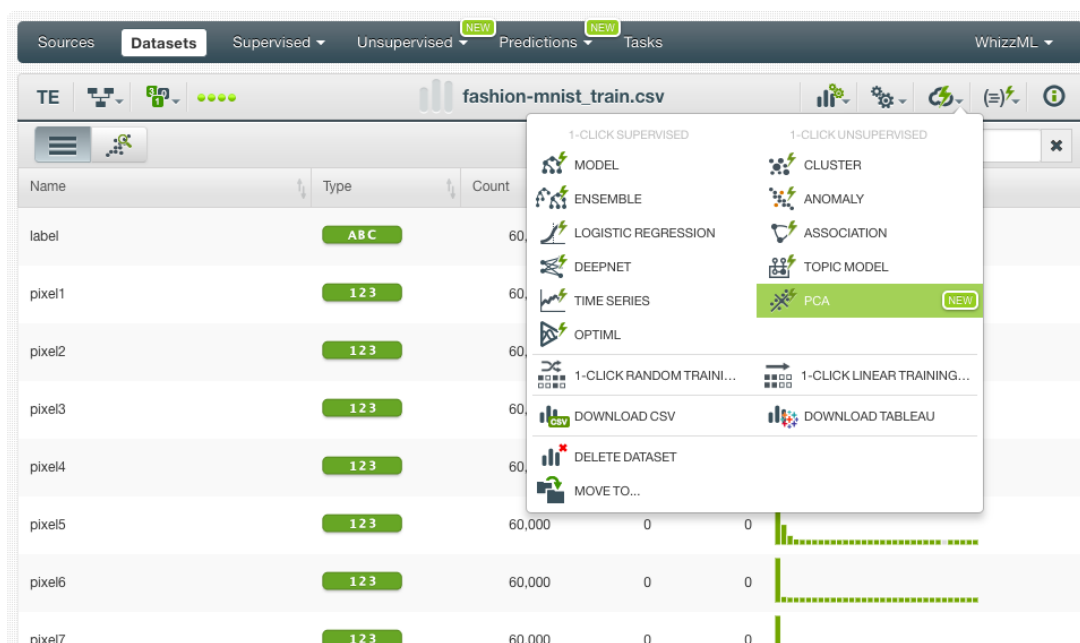 NEW NEW
Sources Datasets Supervised Unsupervised Predictions Tasks WhizzML
TE fashion-mnist_train.csv
1-CLICK SUPERVISED 1-CLICK UNSUPERVISED
MODEL CLUSTER
ENSEMBLE ANOMALY
LOGISTIC REGRESSION ASSOCIATION
DEEPNET TOPIC MODEL
TIME SERIES PCA NEW
OPTIML
1-CLICK RANDOM TRAINI... 1-CLICK LINEAR TRAINING...
CSV DOWNLOAD CSV DOWNLOAD TABLEAU
DELETE DATASET
MOVE TO...
Name Type Count
label ABC 60,
pixel1 123 60,
pixel2 123 60,
pixel3 123 60,
pixel4 123 60,
pixel5 123 60,000 0 0
pixel6 123 60,000 0 0
pixel7 123 60,000 0 0